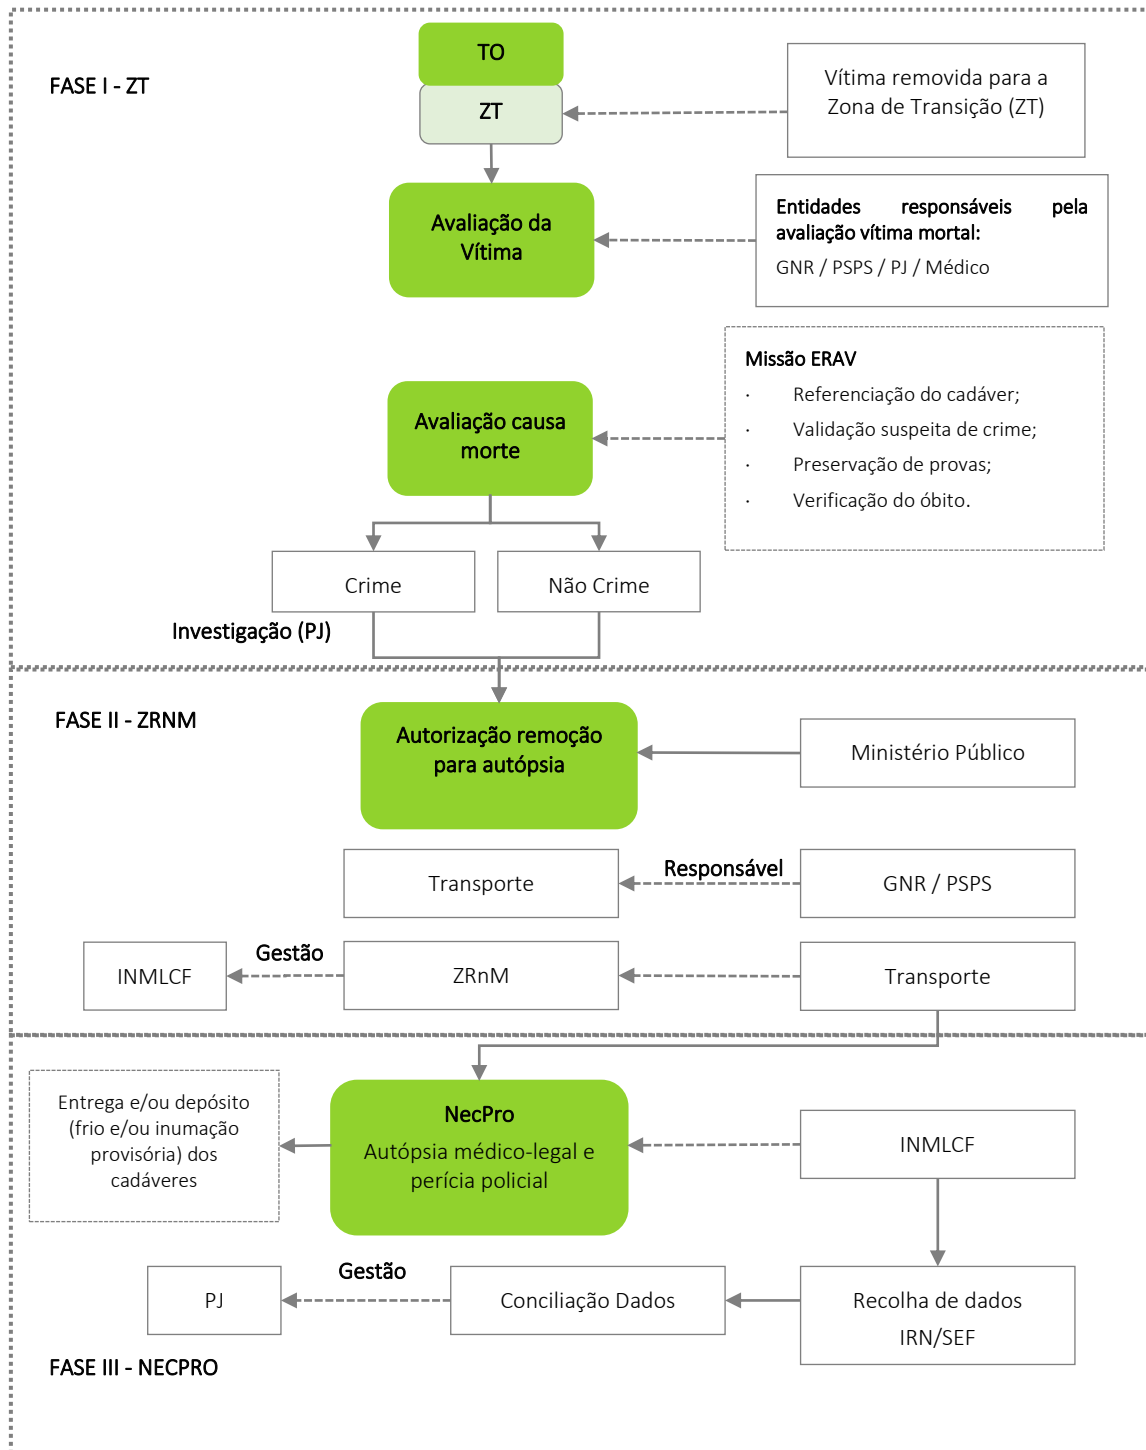 TO
FASE I - ZT
ZT
Vítima removida para a
Zona de Transição (ZT)
Avaliação da
Vítima
Entidades responsáveis pela
avaliação vítima mortal:
GNR / PSPS / PJ / Médico
Missão ERAV
· Referenciação do cadáver;
· Validação suspeita de crime;
· Preservação de provas;
· Verificação do óbito.
Avaliação causa
morte
Crime
Não Crime
Investigação (PJ)
FASE II - ZRNM
Autorização remoção
para autópsia
Ministério Público
Transporte
Responsável
GNR / PSPS
INMLCF
Gestão
ZRnM
Transporte
Entrega e/ou depósito
(frio e/ou inumação
provisória) dos
cadáveres
NecPro
Autópsia médico-legal e
perícia policial
INMLCF
PJ
Gestão
Conciliação Dados
Recolha de dados
IRN/SEF
FASE III - NECPRO